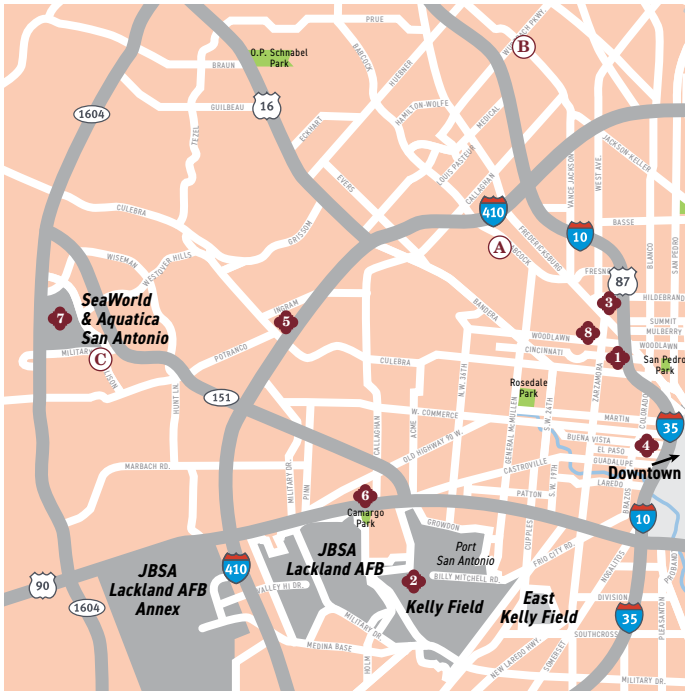 PRUE
WURZBACH PKWY
B
BABCOCK
O.P. Schnabel
Park
BRAUN
HUEBNER
16
1604
GUILBEAU
HAMILTON-WOLFE
MEDICAL
ECKHERT
TEZEL
LOUIS PASTEUR
JACKSON-KELLER
VANCE JACKSON
WEST AVE.
EVERS
CALLAGHAN
CULEBRA
410
BASSE
GRISSOM
FREDERICKSBURG
10
BLANCO
SAN PEDRO
A
BABCOCK
WISEMAN
WESTOVER HILLS
FRESNO
87
SeaWorld
& Aquatica
San Antonio
7
INGRAM
5
BANDERA
3
HILDEBRAND
SUMMIT
MULBERRY
8
WOODLAWN
WOODLAWN
CINCINNATI
MILITARY
C
POTRANCO
CULEBRA
1
San Pedro
Park
N.W. 36TH
ZARZAMORA
HUNT LN.
Rosedale
Park
151
GENERAL McMULLEN
S.W. 24TH
COLORADO
W. COMMERCE
MARTIN
CALLAGHAN
ACME
35
OLD HIGHWAY 90 W.
BUENA VISTA
4
EL PASO
GUADALUPE
MARBACH RD.
CASTROVILLE
Downtown
MILITARY DR.
PINN
S.W. 19TH
LAREDO
6
PATTON
BRAZOS
Camargo
Park
GROWDON
CUPPLES
10
JBSA
Lackland AFB
Port
San Antonio
FRIO CITY RD.
NOGALITOS
PROBANDT
JBSA
Lackland AFB
Annex
410
90
VALLEY HI DR.
2
BILLY MITCHELL RD.
Kelly Field
East
Kelly Field
DIVISION
1604
35
PLEASANTON
MILITARY DR.
SOUTHCROSS
MEDINA BASE
NEW LAREDO HWY.
SOMERSET
HOLM
MILITARY DR.